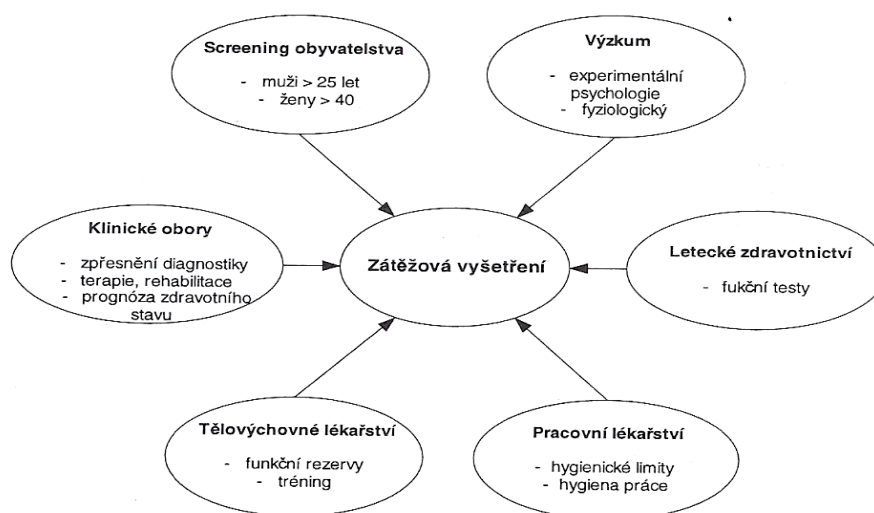 Screening obyvatelstva
- muži > 25 let
- ženy > 40
Výzkum
- experimentální
psychologie
- fyziologický
Klinické obory
- zpřesnění diagnostiky
- terapie, rehabilitace
- prognóza zdravotního
stavu
Zátěžová vyšetření
Letecké zdravotnictví
- fukční testy
Tělovýchovné lékařství
- funkční rezervy
- tréning
Pracovní lékařství
- hygienické limity
- hygiena práce